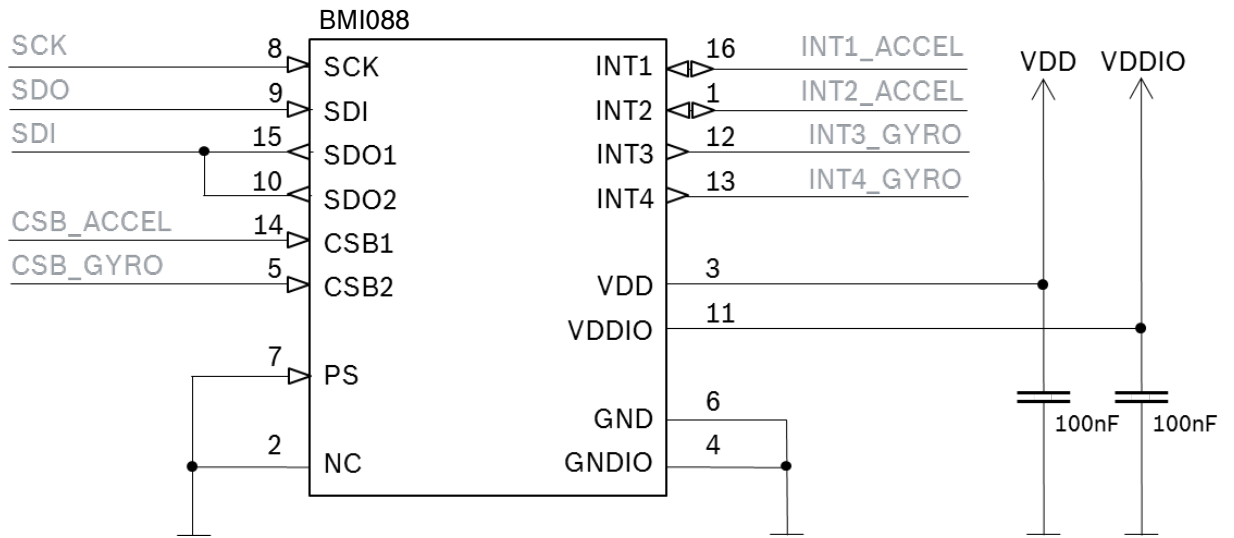 BMI088
SCK 8 SCK
SDO 9 SDI
SDI 15 SDO1
10 SDO2
CSB_ACCEL 14 CSB1
CSB_GYRO 5 CSB2
7 PS
2 NC
INT1 16 INT1_ACCEL
INT2 1 INT2_ACCEL
INT3 12 INT3_GYRO
INT4 13 INT4_GYRO
VDD 3
VDDIO 11
GND 6
GNDIO 4
VDD VDDIO
100nF 100nF